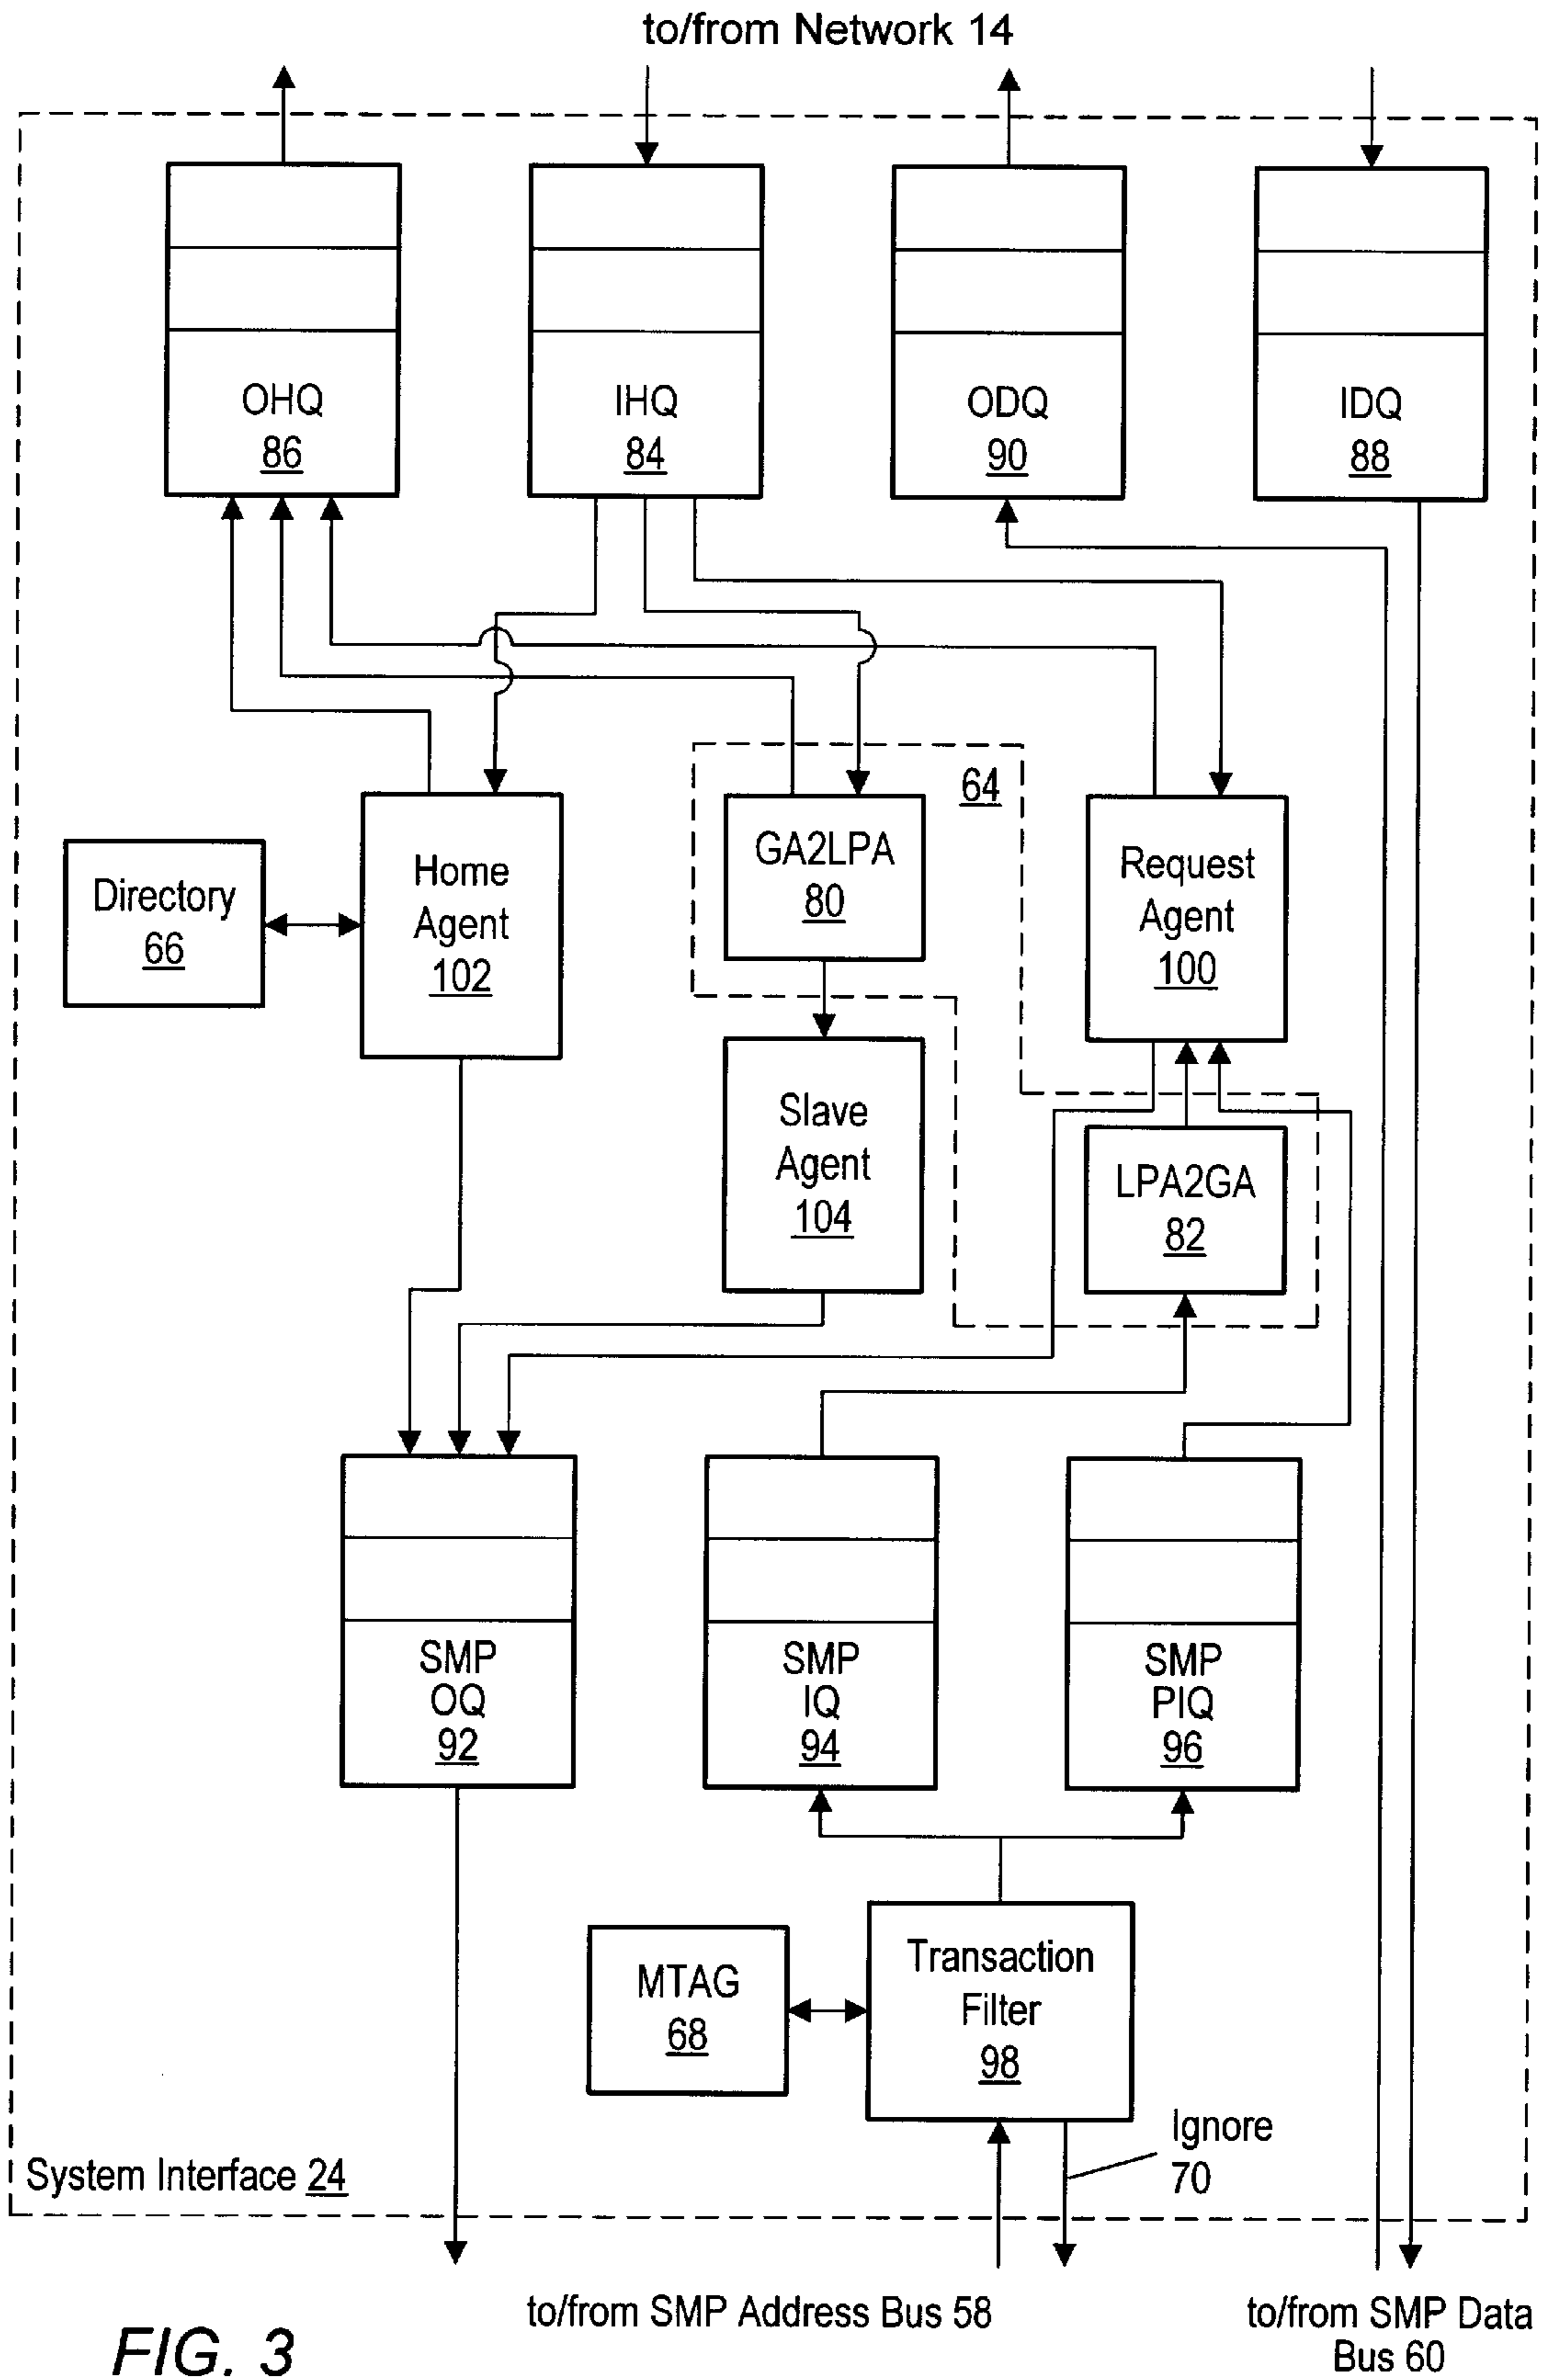 to/from Network 14
OHQ
86
IHQ
84
ODQ
90
IDQ
88
64
GA2LPA
80
Request
Agent
100
Home
Agent
102
Directory
66
Slave
Agent
104
LPA2GA
82
SMP
OQ
92
SMP
IQ
94
SMP
PIQ
96
MTAG
68
Transaction
Filter
98
Ignore
70
System Interface 24
to/from SMP Address Bus 58
to/from SMP Data
Bus 60
FIG. 3